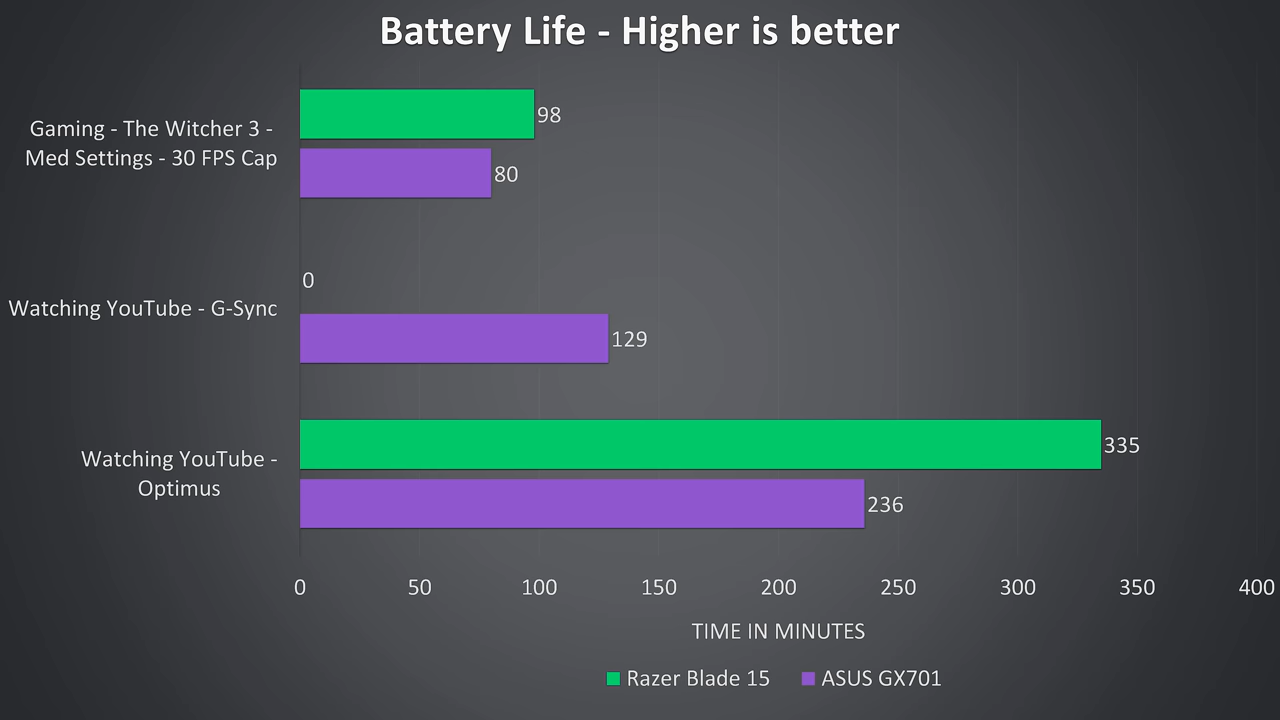 Battery Life - Higher is better
Gaming - The Witcher 3 -
Med Settings - 30 FPS Cap
98
80
Watching YouTube - G-Sync
0
129
Watching YouTube -
Optimus
335
236
0 50 100 150 200 250 300 350 400
TIME IN MINUTES
Razer Blade 15 ASUS GX701